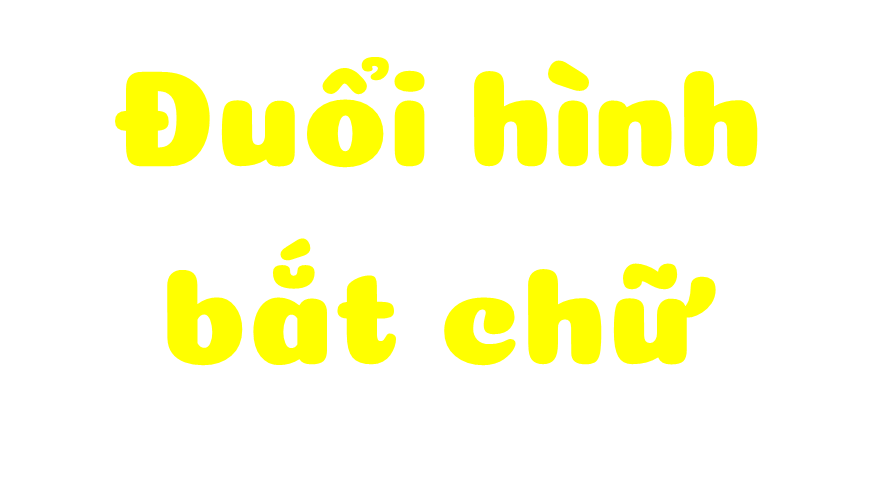 Đuổi hình
bắt chữ